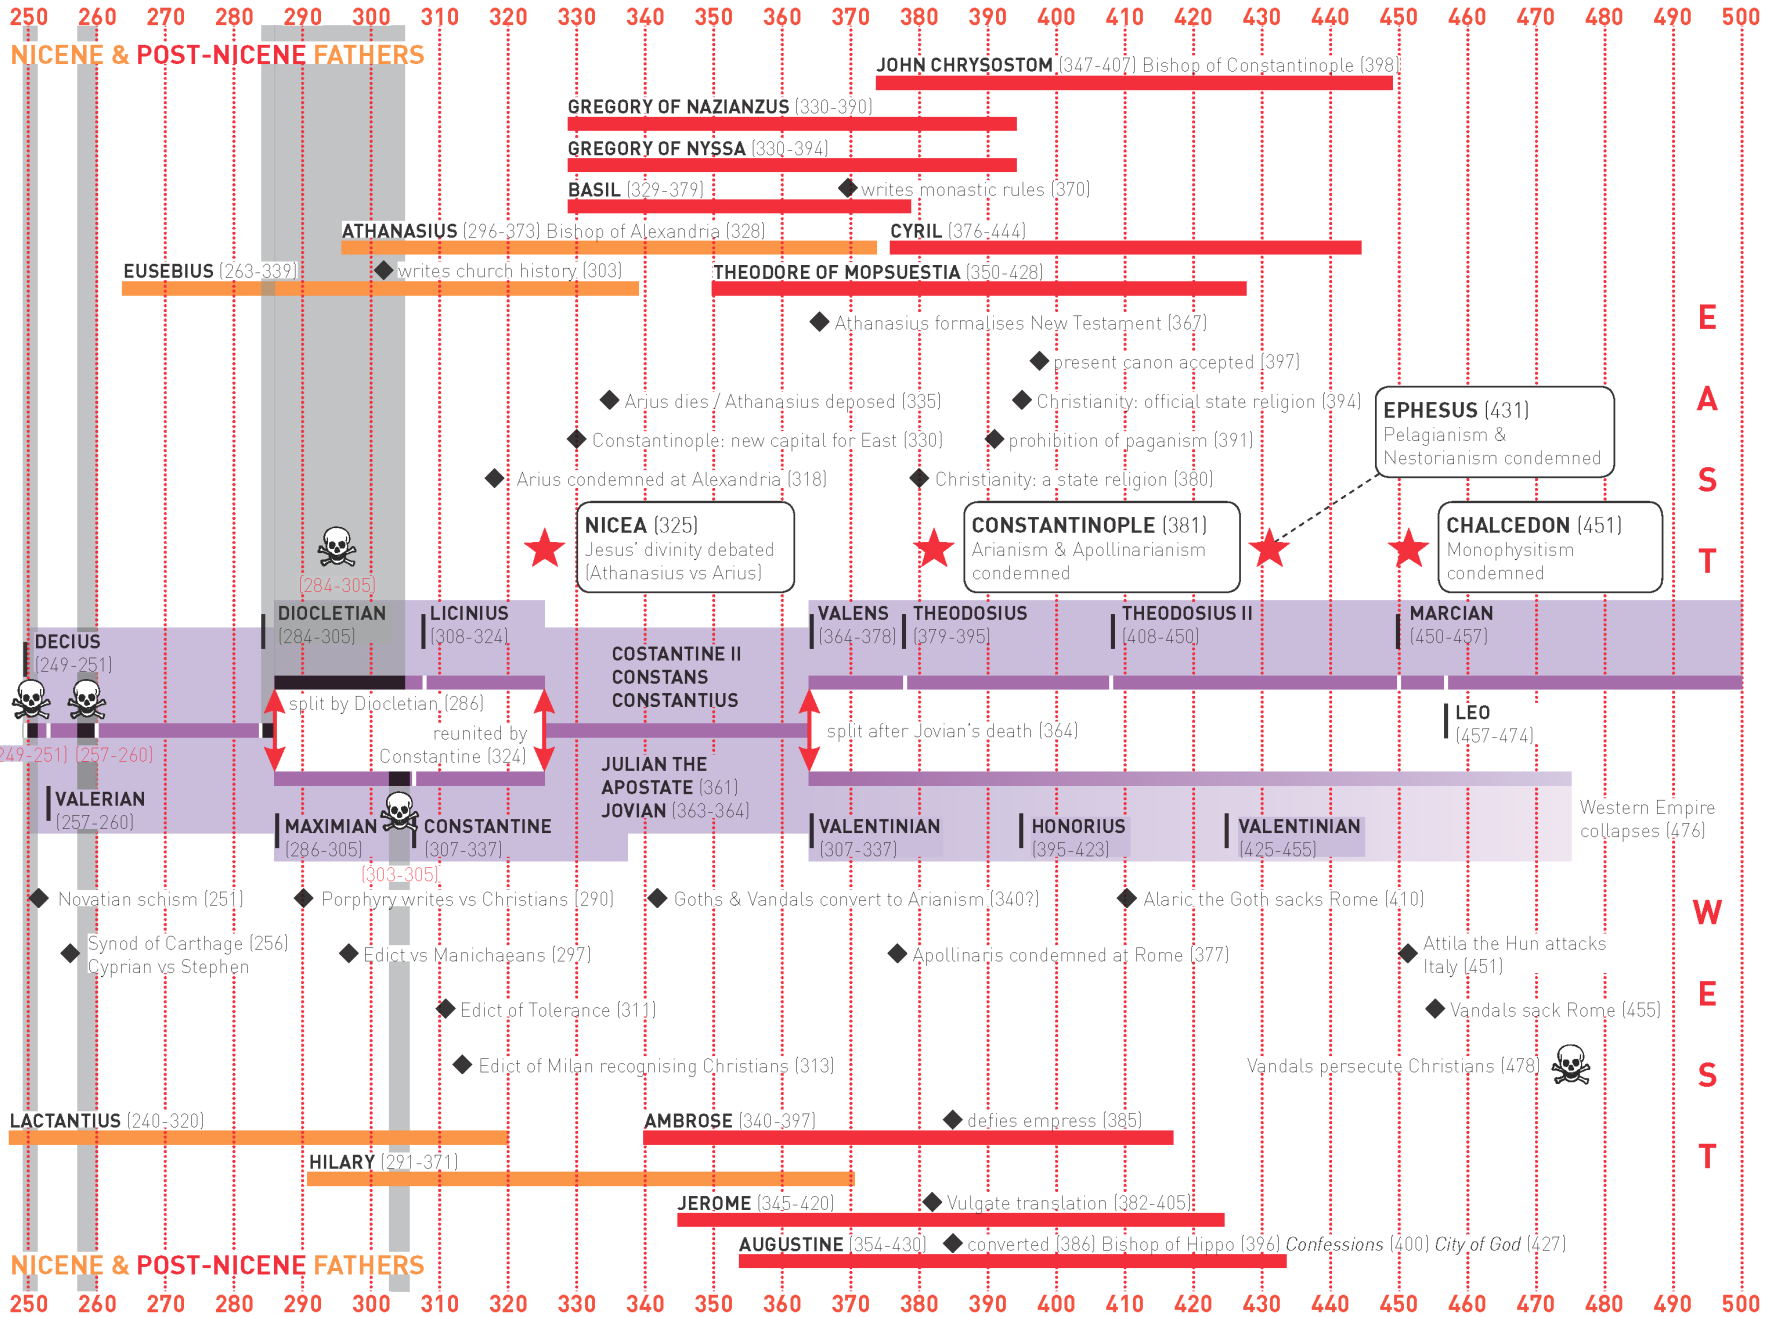 250 260 270 280 290 300 310 320 330 340 350 360 370 380 390 400 410 420 430 440 450 460 470 480 490 500
NICENE & POST-NICENE FATHERS
JOHN CHRYSOSTOM (347-407) Bishop of Constantinople (398)
GREGORY OF NAZIANZUS (330-390)
GREGORY OF NYSSA (330-394)
BASIL (329-379)
writes monastic rules (370)
ATHANASIUS (296-373) Bishop of Alexandria (328)
CYRIL (376-444)
EUSEBIUS (263-339)
writes church history (303)
THEODORE OF MOPSUESTIA (350-428)
Athanasius formalises New Testament (367)
present canon accepted (397)
Arius dies / Athanasius deposed (335)
Christianity: official state religion (394)
Constantinople: new capital for East (330)
prohibition of paganism (391)
Arius condemned at Alexandria (318)
Christianity: a state religion (380)
EPHESUS (431)
Pelagianism &
Nestorianism condemned
EAST
NICEA (325)
Jesus' divinity debated
(Athanasius vs Arius)
CONSTANTINOPLE (381)
Arianism & Apollinarianism
condemned
CHALCEDON (451)
Monophysitism
condemned
(284-305)
DECIUS
(249-251)
DIOCLETIAN
(284-305)
LICINIUS
(308-324)
COSTANTINE II
CONSTANS
CONSTANTIUS
VALENS
(364-378)
THEODOSIUS
(379-395)
THEODOSIUS II
(408-450)
MARCIAN
(450-457)
split by Diocletian (286)
reunited by
Constantine (324)
split after Jovian's death (364)
LEO
(457-474)
249-251) (257-260)
VALERIAN
(257-260)
MAXIMIAN
(286-305)
CONSTANTINE
(307-337)
(303-305)
JULIAN THE
APOSTATE (361)
JOVIAN (363-364)
VALENTINIAN
(307-337)
HONORIUS
(395-423)
VALENTINIAN
(425-455)
Western Empire
collapses (476)
Novatian schism (251)
Porphyry writes vs Christians (290)
Goths & Vandals convert to Arianism (340?)
Alaric the Goth sacks Rome (410)
Synod of Carthage (256)
Cyprian vs Stephen
Edict vs Manichaeans (297)
Apollinaris condemned at Rome (377)
Attila the Hun attacks
Italy (451)
Edict of Tolerance (311)
Vandals sack Rome (455)
Edict of Milan recognising Christians (313)
Vandals persecute Christians (478)
WEST
LACTANTIUS (240-320)
AMBROSE (340-397)
defies empress (385)
HILARY (291-371)
JEROME (345-420)
Vulgate translation (382-405)
AUGUSTINE (354-430)
converted (386) Bishop of Hippo (396) Confessions (400) City of God (427)
NICENE & POST-NICENE FATHERS
250 260 270 280 290 300 310 320 330 340 350 360 370 380 390 400 410 420 430 440 450 460 470 480 490 500